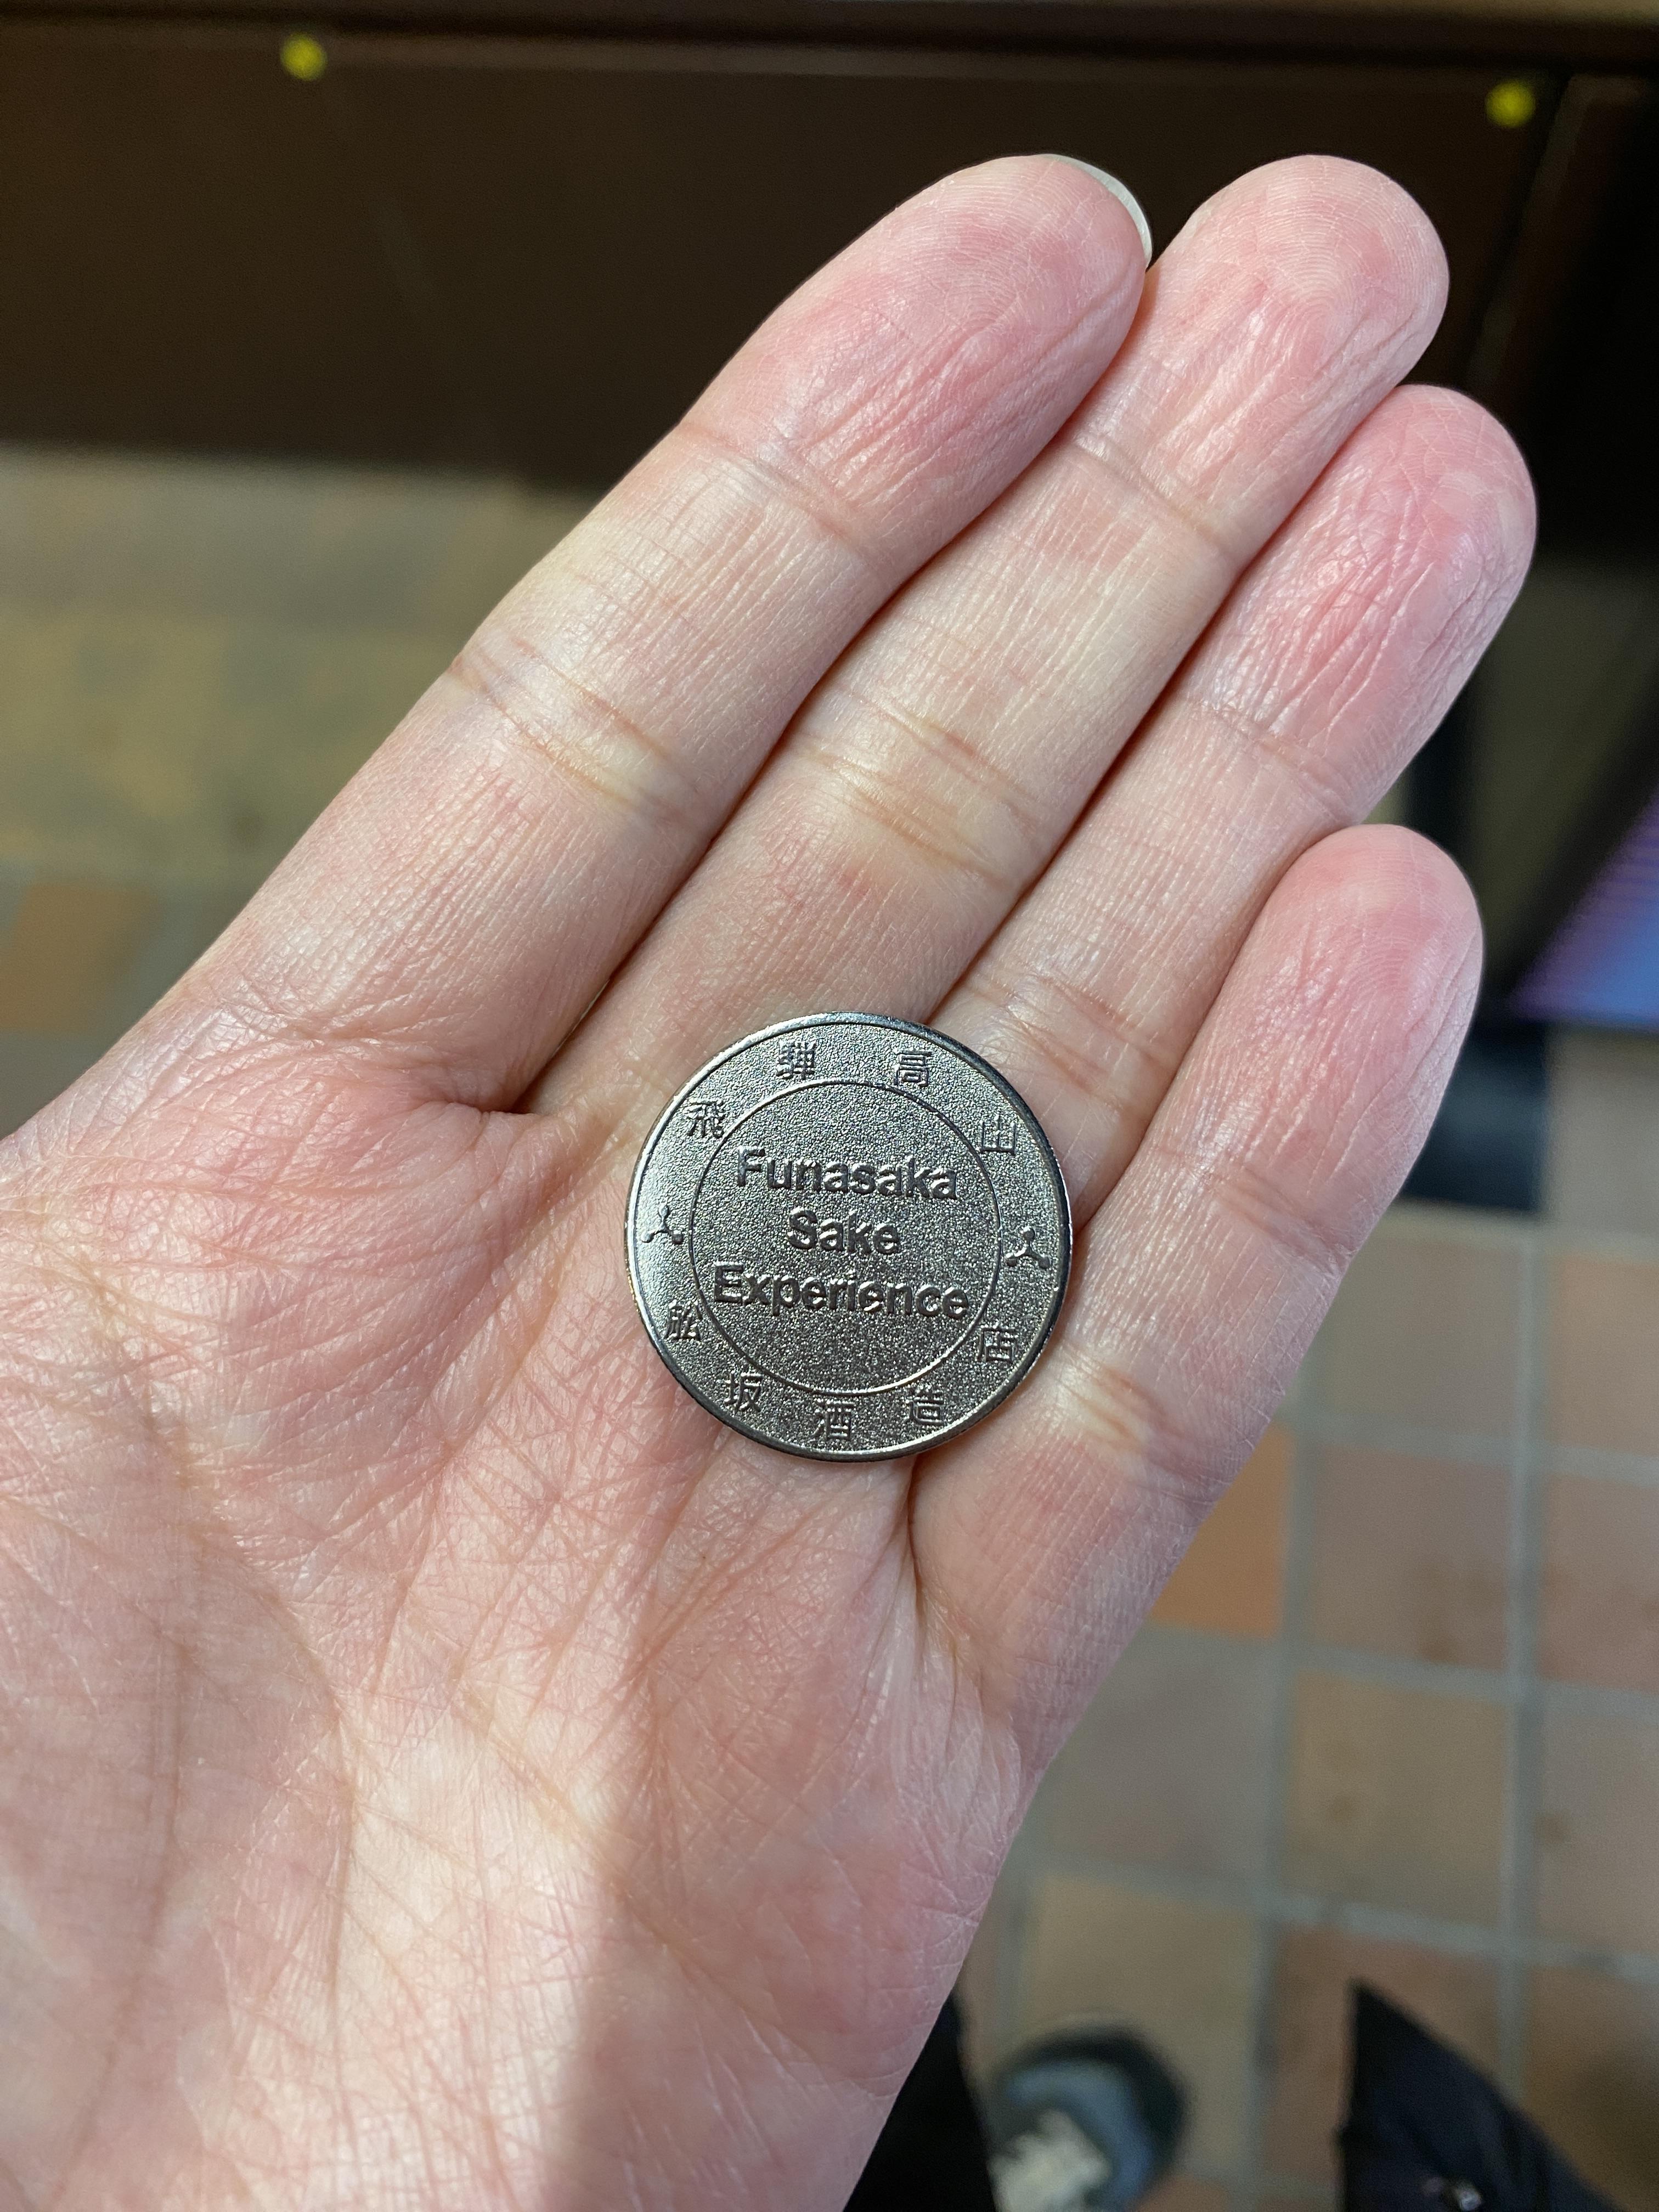 飛騨高山
Funasaka
Sake
Experience
舩坂酒造店